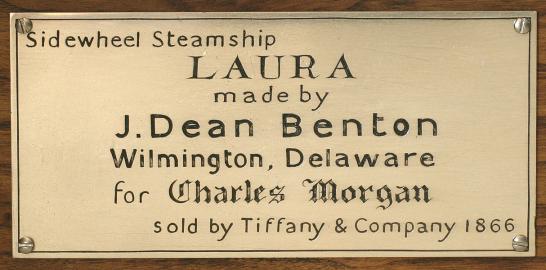 Sidewheel Steamship
LAURA
made by
J.Dean Benton
Wilmington, Delaware
for Charles Morgan
sold by Tiffany & Company 1866